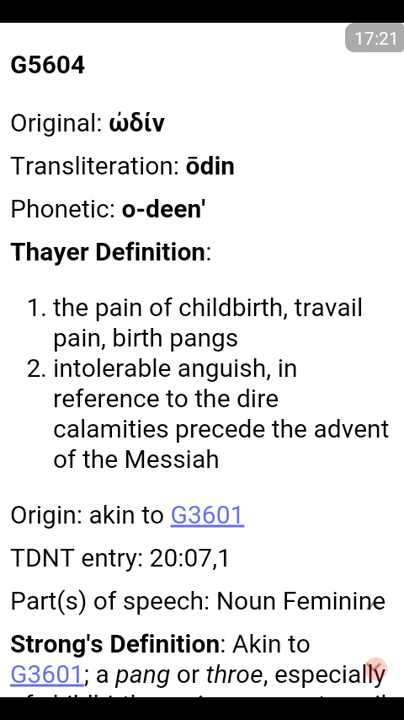 17:21
G5604
Original: ὠδίν
Transliteration: ōdin
Phonetic: o-deen'
Thayer Definition:
1. the pain of childbirth, travail
pain, birth pangs
2. intolerable anguish, in
reference to the dire
calamities precede the advent
of the Messiah
Origin: akin to G3601
TDNT entry: 20:07,1
Part(s) of speech: Noun Feminine
Strong's Definition: Akin to
G3601; a pang or throe, especially